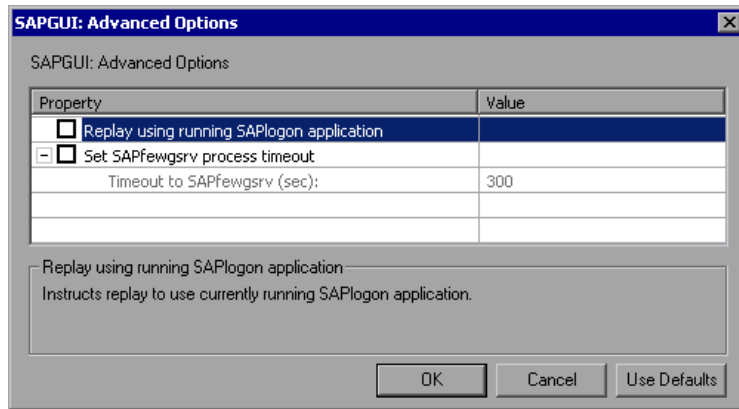 SAPGUI: Advanced Options
SAPGUI: Advanced Options
Property Value
Replay using running SAPlogon application
Set SAPfewgsrv process timeout
Timeout to SAPfewgsrv (sec): 300
Replay using running SAPlogon application
Instructs replay to use currently running SAPlogon application.
OK Cancel Use Defaults